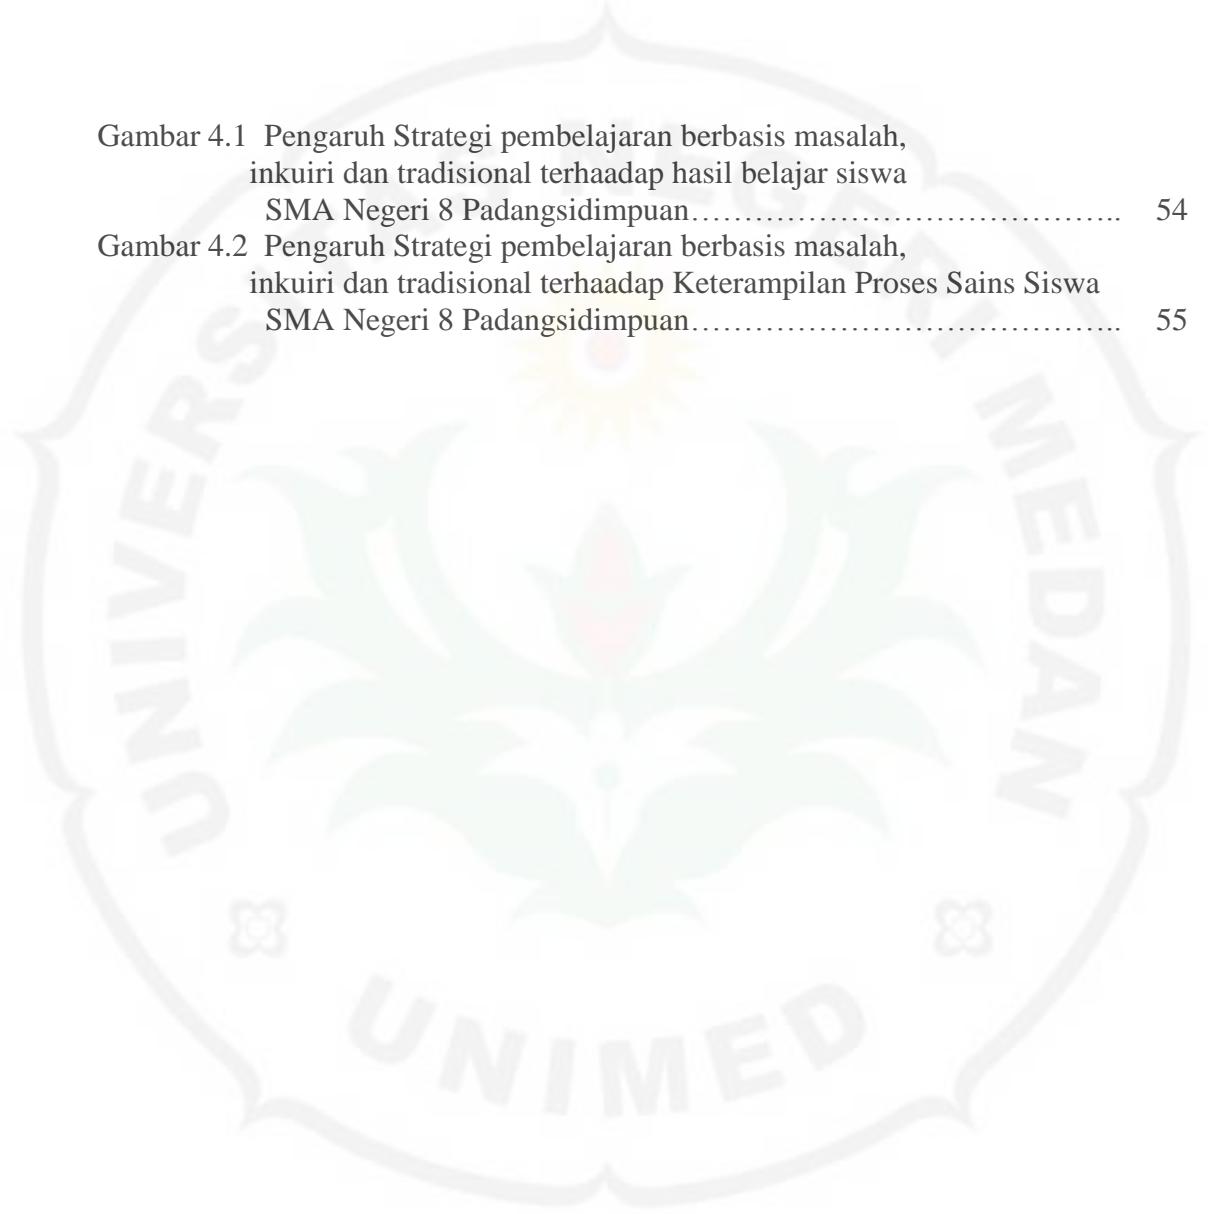 Gambar 4.1 Pengaruh Strategi pembelajaran berbasis masalah,
inkuiri dan tradisional terhaadap hasil belajar siswa
SMA Negeri 8 Padangsidimpuan………………………………….. 54
Gambar 4.2 Pengaruh Strategi pembelajaran berbasis masalah,
inkuiri dan tradisional terhaadap Keterampilan Proses Sains Siswa
SMA Negeri 8 Padangsidimpuan………………………………….. 55
UNIVERSITAS NEGERI MEDAN
UNIMED